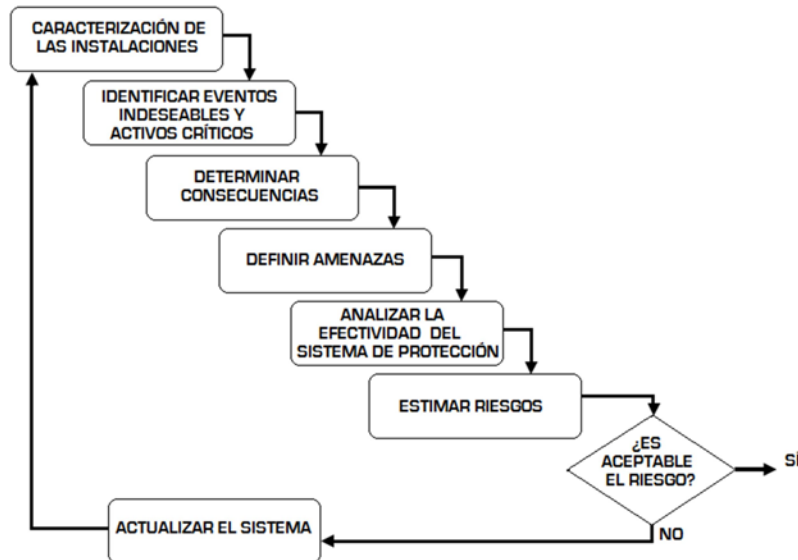 CARACTERIZACIÓN DE
LAS INSTALACIONES
IDENTIFICAR EVENTOS
INDESEABLES Y
ACTIVOS CRÍTICOS
DETERMINAR
CONSECUENCIAS
DEFINIR AMENAZAS
ANALIZAR LA
EFECTIVIDAD DEL
SISTEMA DE PROTECCIÓN
ESTIMAR RIESGOS
¿ES
ACEPTABLE
EL RIESGO?
SÍ
NO
ACTUALIZAR EL SISTEMA